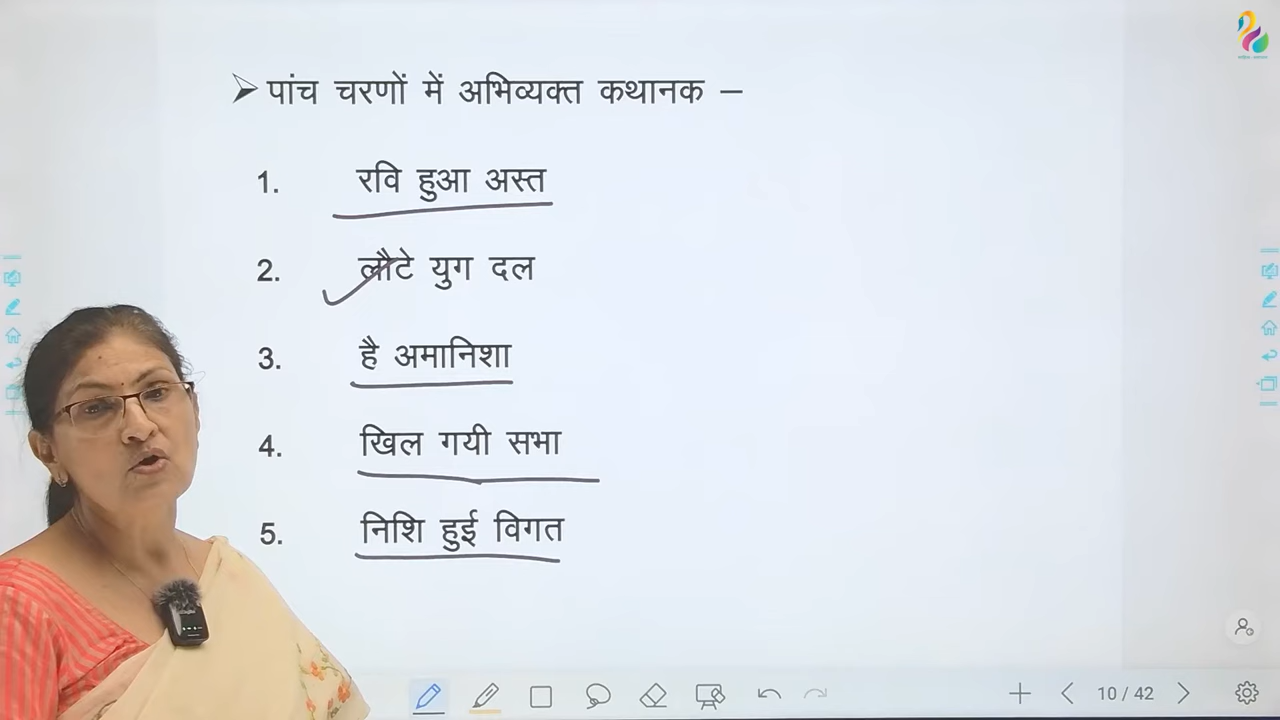 ➢ पांच चरणों में अभिव्यक्त कथानक –
1. रवि हुआ अस्त
2. लौटे युग दल
3. है अमानिशा
4. खिल गयी सभा
5. निशि हुई विगत
10 / 42